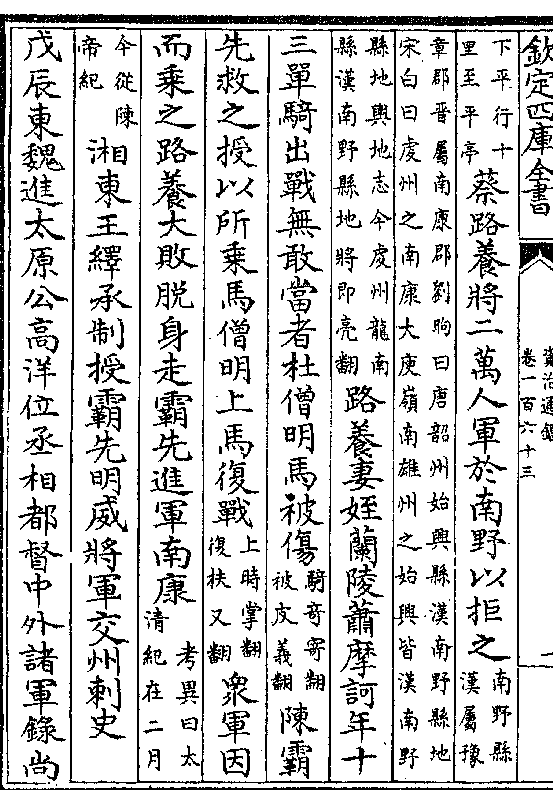 欽定四庫全書
資治通鑑
卷一百六十三
下平行十
里至平亭
蔡路養將二萬人軍於南野以拒之
南野縣
漢屬豫
章郡晉屬南康郡劉昫曰唐韶州始興縣漢南野縣地
宋白曰虔州之南康大庾嶺南雄州之始興皆漢南野
縣地輿地志今虔州龍南
縣漢南野縣地將即亮翻
路養妻姪蘭陵蕭摩訶年十
三單騎出戰無敢當者杜僧明馬被傷
騎奇寄翻
被皮義翻
陳霸
先救之授以所乗馬僧明上馬復戰
上時掌翻
復扶又翻
衆軍因
而乗之路養大敗脫身走霸先進軍南康
考異曰太
清紀在二月
今從陳
帝紀
湘東王繹承制授霸先明威將軍交州刺史
戊辰東魏進太原公高洋位丞相都督中外諸軍錄尚